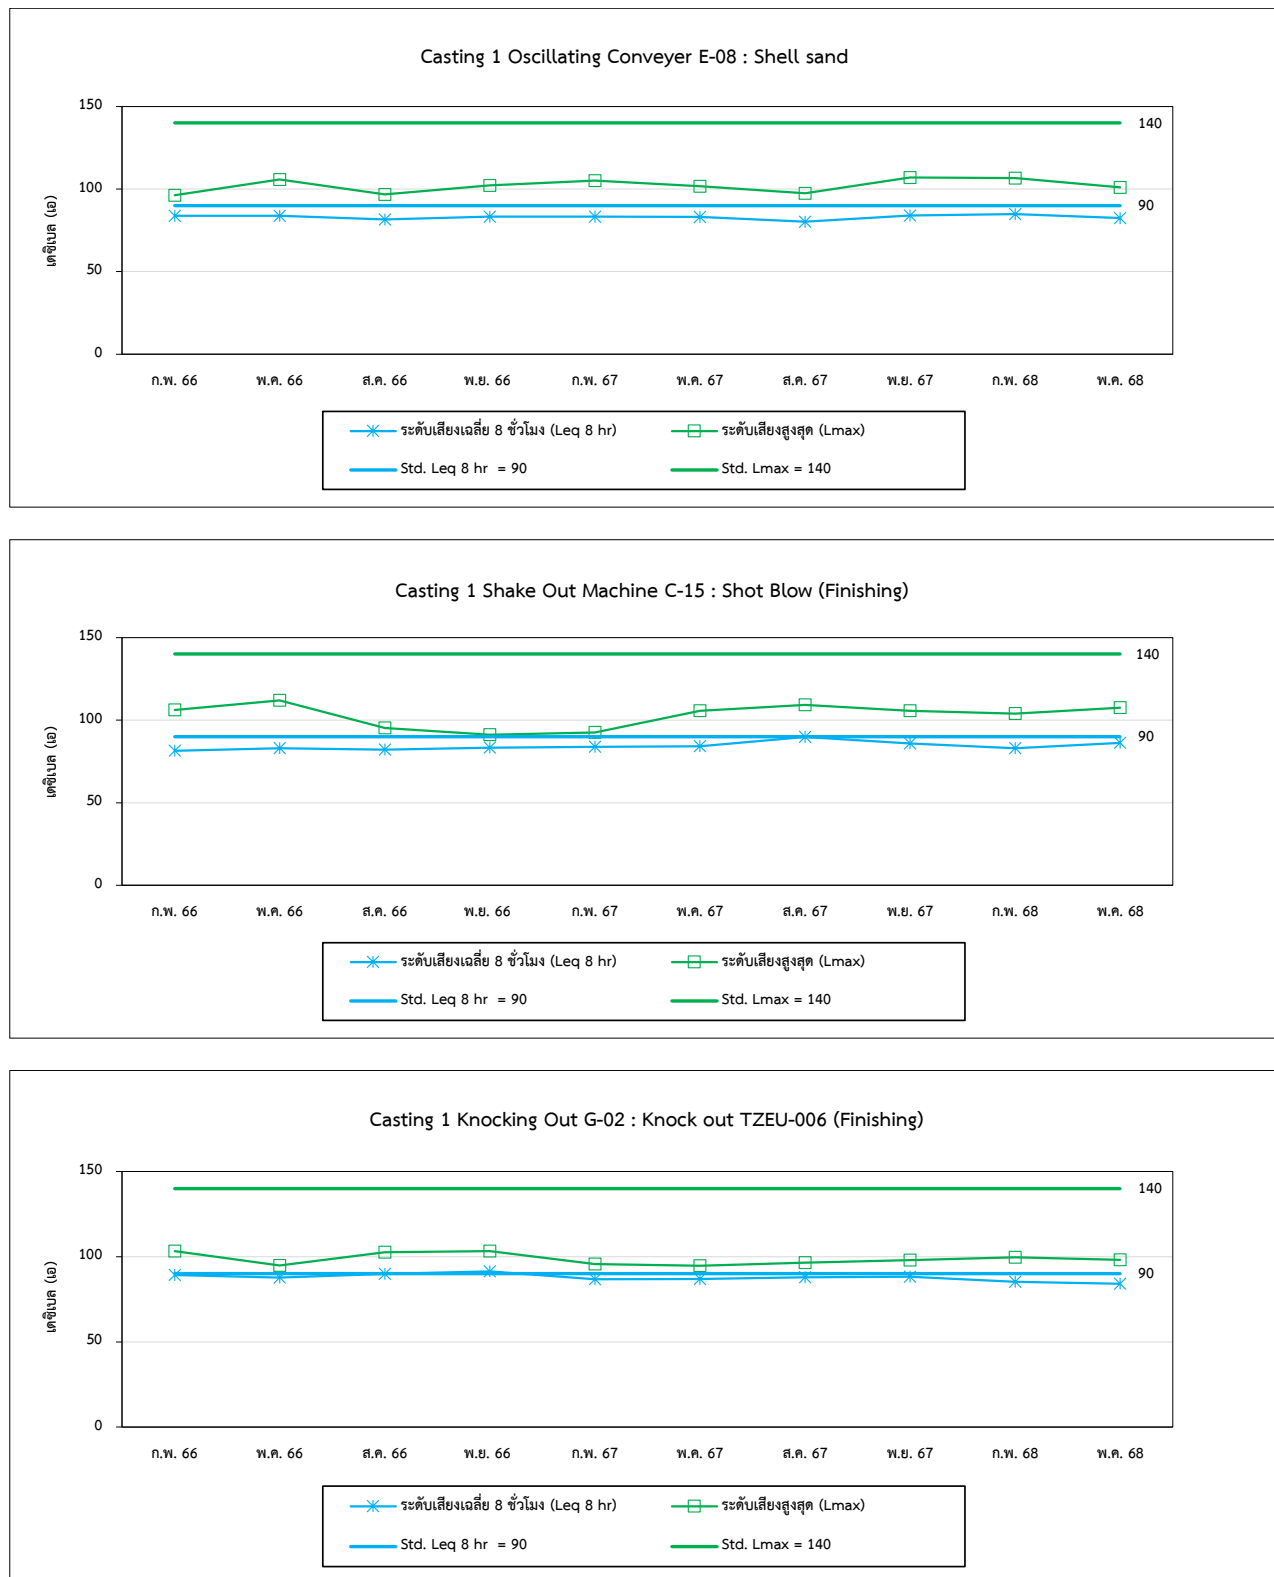 Casting 1 Oscillating Conveyer E-08 : Shell sand
เดซิเบล (เอ)
150
100
50
0
140
90
ก.พ. 66 พ.ค. 66 ส.ค. 66 พ.ย. 66 ก.พ. 67 พ.ค. 67 ส.ค. 67 พ.ย. 67 ก.พ. 68 พ.ค. 68
ระดับเสียงเฉลี่ย 8 ชั่วโมง (Leq 8 hr) ระดับเสียงสูงสุด (Lmax)
Std. Leq 8 hr = 90 Std. Lmax = 140
Casting 1 Shake Out Machine C-15 : Shot Blow (Finishing)
เดซิเบล (เอ)
150
100
50
0
140
90
ก.พ. 66 พ.ค. 66 ส.ค. 66 พ.ย. 66 ก.พ. 67 พ.ค. 67 ส.ค. 67 พ.ย. 67 ก.พ. 68 พ.ค. 68
ระดับเสียงเฉลี่ย 8 ชั่วโมง (Leq 8 hr) ระดับเสียงสูงสุด (Lmax)
Std. Leq 8 hr = 90 Std. Lmax = 140
Casting 1 Knocking Out G-02 : Knock out TZEU-006 (Finishing)
เดซิเบล (เอ)
150
100
50
0
140
90
ก.พ. 66 พ.ค. 66 ส.ค. 66 พ.ย. 66 ก.พ. 67 พ.ค. 67 ส.ค. 67 พ.ย. 67 ก.พ. 68 พ.ค. 68
ระดับเสียงเฉลี่ย 8 ชั่วโมง (Leq 8 hr) ระดับเสียงสูงสุด (Lmax)
Std. Leq 8 hr = 90 Std. Lmax = 140